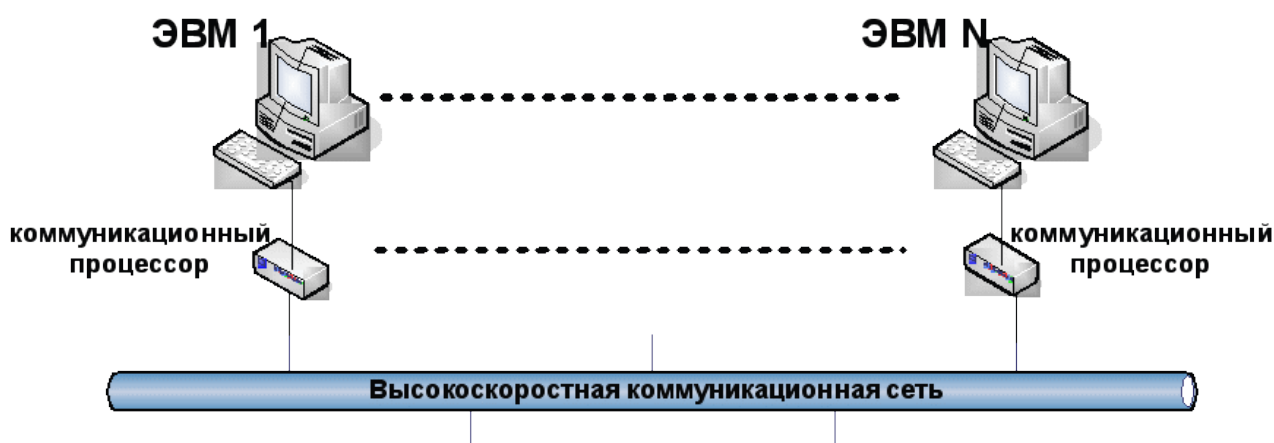 ЭВМ 1
ЭВМ N
коммуникационный
процессор
коммуникационный
процессор
Высокоскоростная коммуникационная сеть